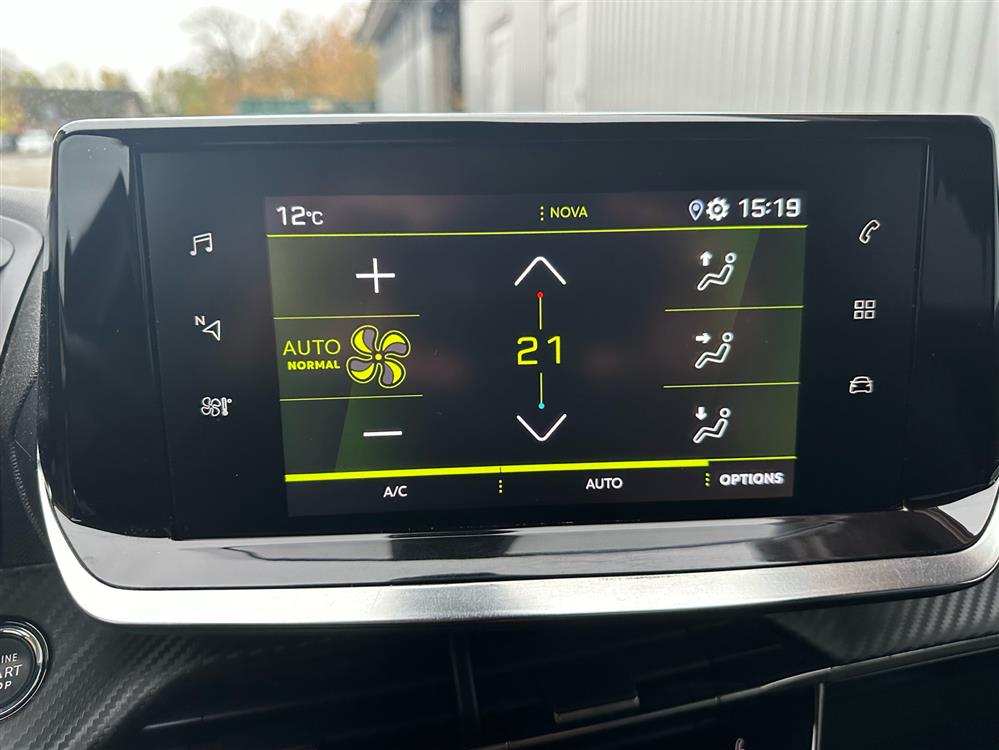 12°C
NOVA
15:19
N
AUTO
NORMAL
21
A/C
AUTO
OPTIONS